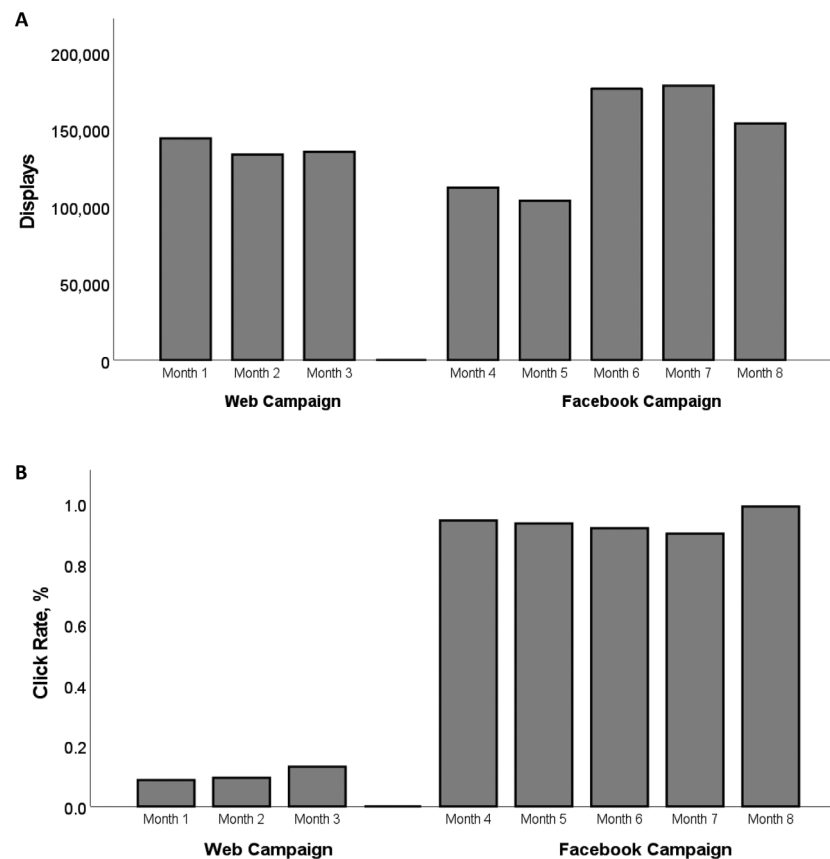 A
200,000
150,000
100,000
50,000
0
Displays
Month 1 Month 2 Month 3 Month 4 Month 5 Month 6 Month 7 Month 8
Web Campaign Facebook Campaign
B
1.0
0.8
0.6
0.4
0.2
0.0
Click Rate, %
Month 1 Month 2 Month 3 Month 4 Month 5 Month 6 Month 7 Month 8
Web Campaign Facebook Campaign